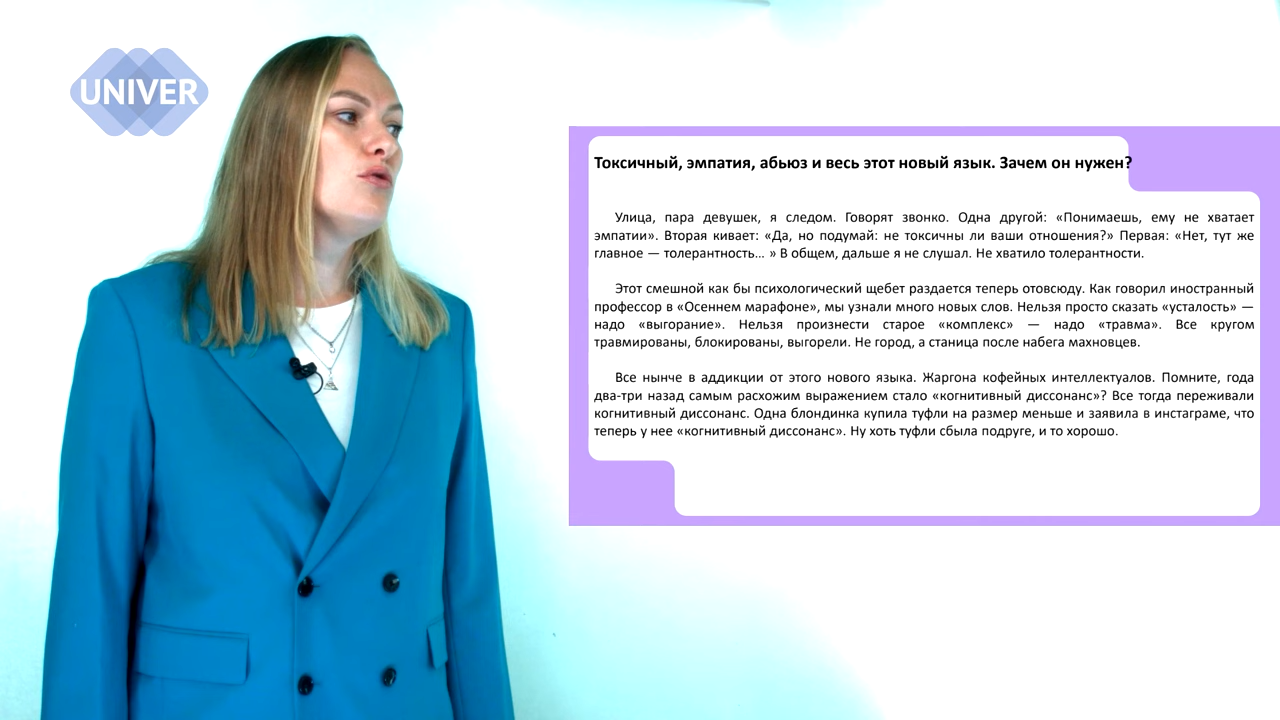 UNIVER
Токсичный, эмпатия, абьюз и весь этот новый язык. Зачем он нужен?
Улица, пара девушек, я следом. Говорят звонко. Одна другой: «Понимаешь, ему не хватает
эмпатии». Вторая кивает: «Да, но подумай: не токсичны ли ваши отношения?» Первая: «Нет, тут же
главное — толерантность... » В общем, дальше я не слушал. Не хватило толерантности.
Этот смешной как бы психологический щебет раздается теперь отовсюду. Как говорил иностранный
профессор в «Осеннем марафоне», мы узнали много новых слов. Нельзя просто сказать «усталость» —
надо «выгорание». Нельзя произнести старое «комплекс» — надо «травма». Все кругом
травмированы, блокированы, выгорели. Не город, а станица после набега махновцев.
Все нынче в аддикции от этого нового языка. Жаргона кофейных интеллектуалов. Помните, года
два-три назад самым расхожим выражением стало «когнитивный диссонанс»? Все тогда переживали
когнитивный диссонанс. Одна блондинка купила туфли на размер меньше и заявила в инстаграме, что
теперь у нее «когнитивный диссонанс». Ну хоть туфли сбыла подруге, и то хорошо.